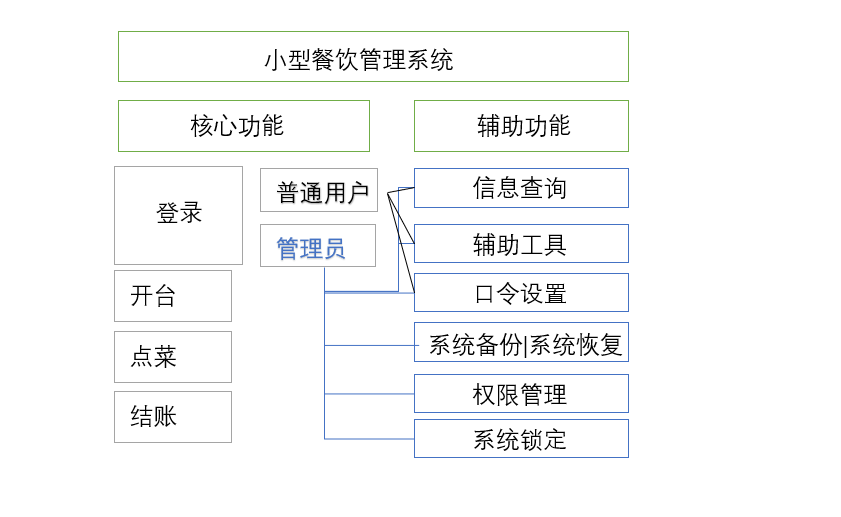 小型餐饮管理系统
核心功能
辅助功能
登录
普通用户
管理员
开台
点菜
结账
信息查询
辅助工具
口令设置
系统备份|系统恢复
权限管理
系统锁定